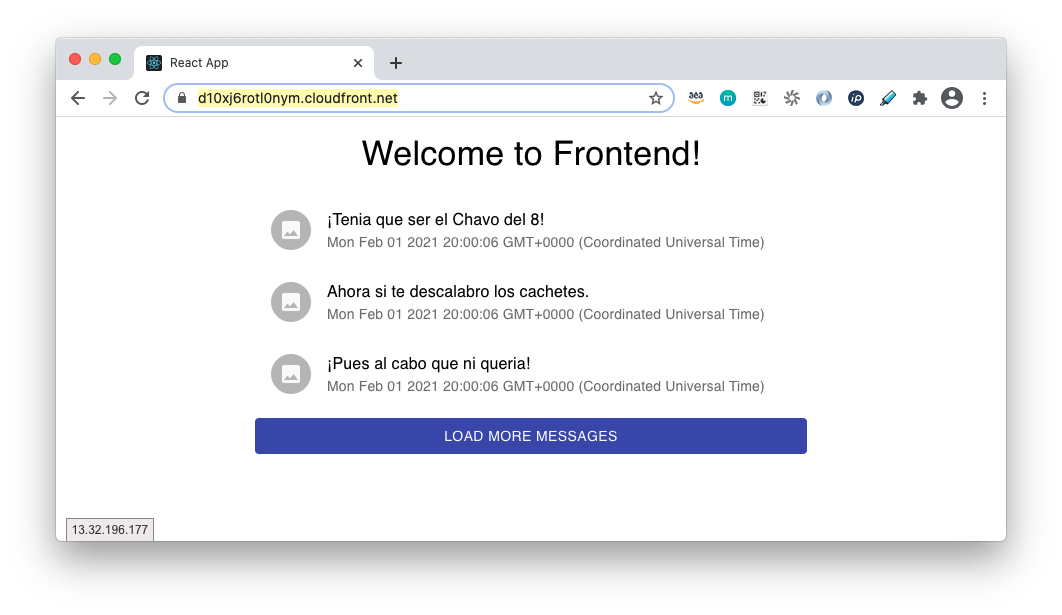 React App
d10xj6rotl0nym.cloudfront.net
Welcome to Frontend!
¡Tenia que ser el Chavo del 8!
Mon Feb 01 2021 20:00:06 GMT+0000 (Coordinated Universal Time)
Ahora si te descalabro los cachetes.
Mon Feb 01 2021 20:00:06 GMT+0000 (Coordinated Universal Time)
¡Pues al cabo que ni queria!
Mon Feb 01 2021 20:00:06 GMT+0000 (Coordinated Universal Time)
LOAD MORE MESSAGES
13.32.196.177